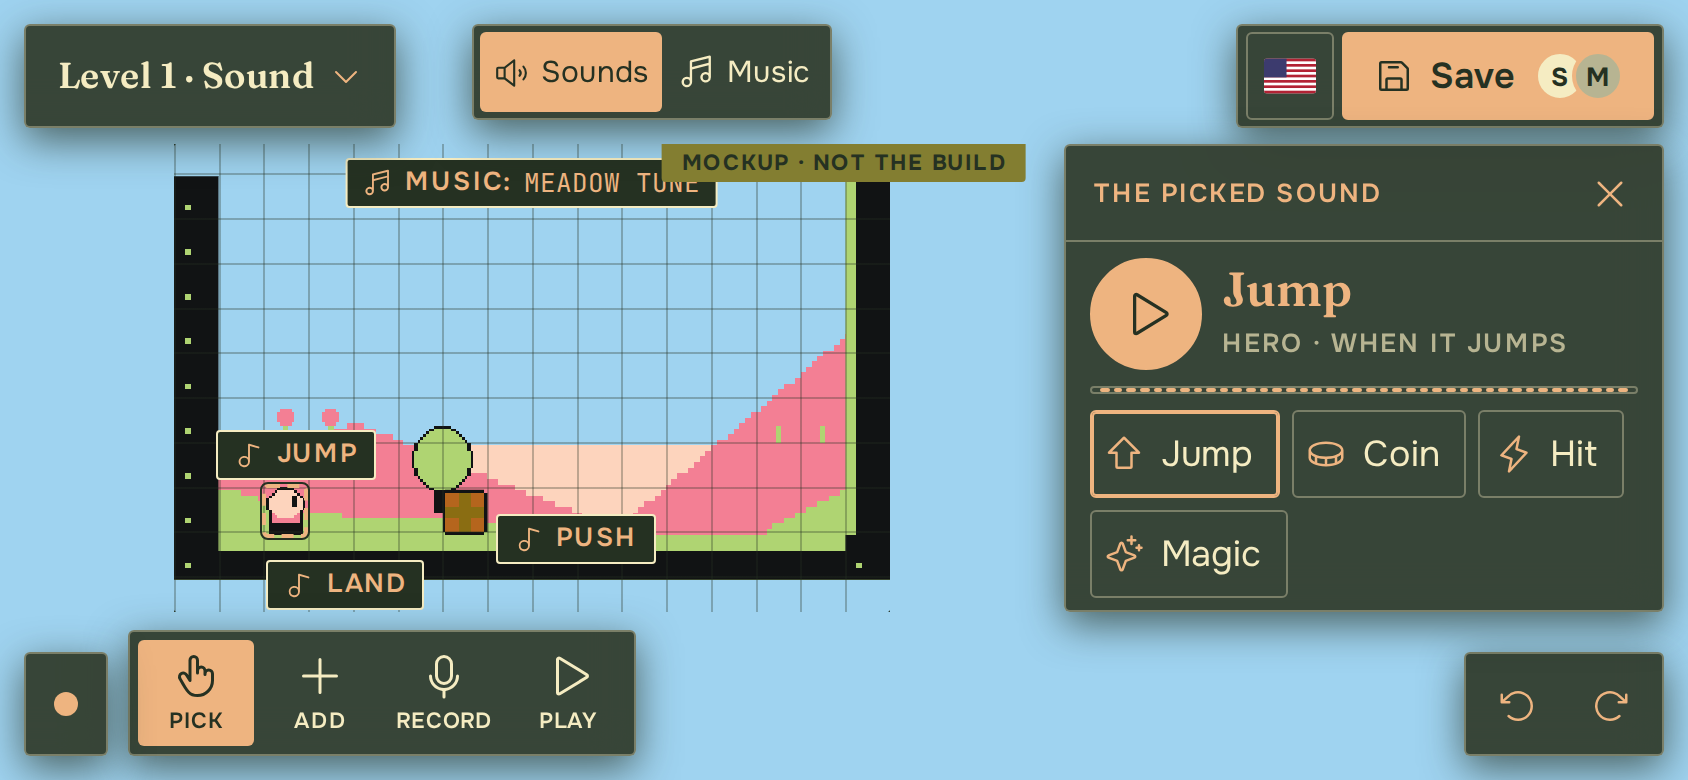 Level 1 · Sound
Sounds
Music
Save
S
M
MOCKUP · NOT THE BUILD
MUSIC: MEADOW TUNE
THE PICKED SOUND
Jump
HERO · WHEN IT JUMPS
Jump
Coin
Hit
Magic
JUMP
PUSH
LAND
PICK
ADD
RECORD
PLAY